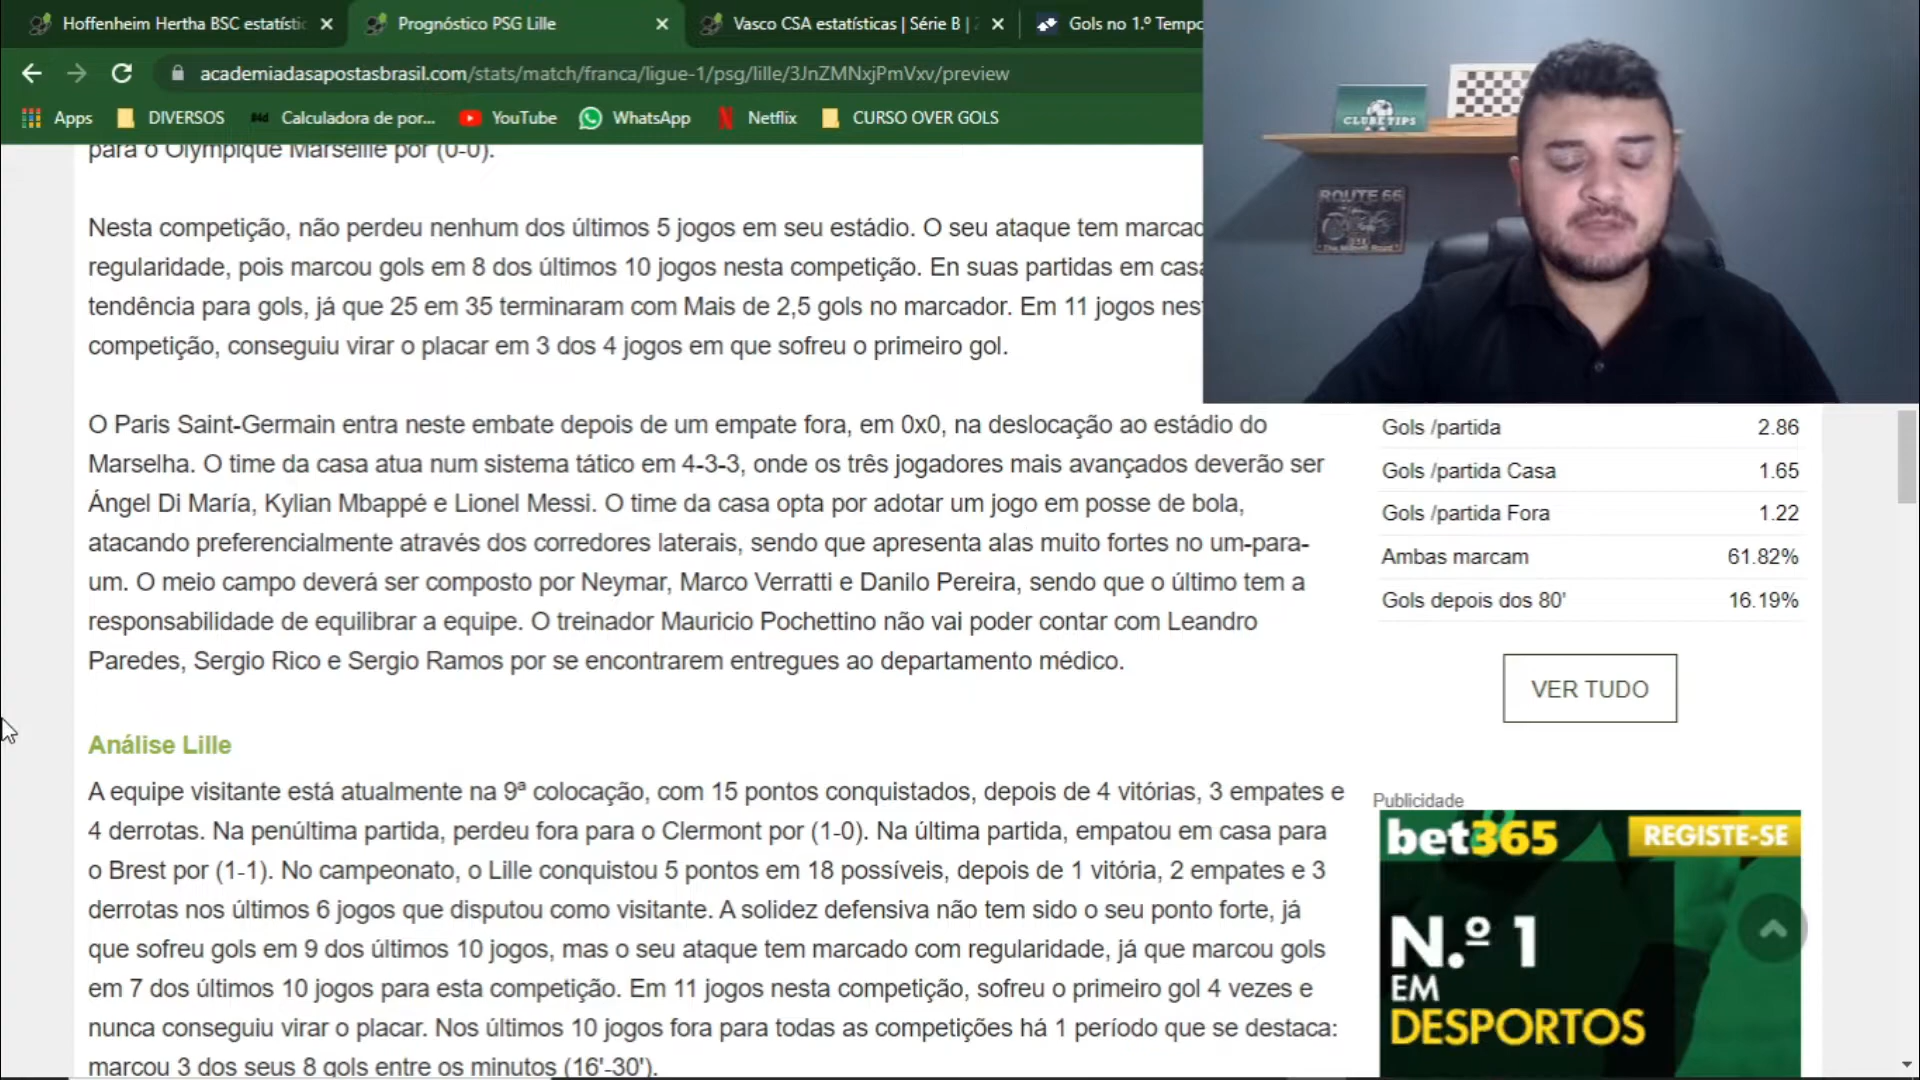 Hoffenheim Hertha BSC estatístic
Prognóstico PSG Lille
Vasco CSA estatísticas | Série B |
Gols no 1.º Tempo
academiadasapostasbrasil.com/stats/match/franca/ligue-1/psg/lille/3JnZMNxjPmVxv/preview
Apps
DIVERSOS
Calculadora de por...
YouTube
WhatsApp
Netflix
CURSO OVER GOLS
CLUBE TIPS
ROUTE 66
para o Olympique Marseille por (0-0).
Nesta competição, não perdeu nenhum dos últimos 5 jogos em seu estádio. O seu ataque tem marcad
regularidade, pois marcou gols em 8 dos últimos 10 jogos nesta competição. En suas partidas em casa
tendência para gols, já que 25 em 35 terminaram com Mais de 2,5 gols no marcador. Em 11 jogos nes
competição, conseguiu virar o placar em 3 dos 4 jogos em que sofreu o primeiro gol.
O Paris Saint-Germain entra neste embate depois de um empate fora, em 0x0, na deslocação ao estádio do
Marselha. O time da casa atua num sistema tático em 4-3-3, onde os três jogadores mais avançados deverão ser
Ángel Di María, Kylian Mbappé e Lionel Messi. O time da casa opta por adotar um jogo em posse de bola,
atacando preferencialmente através dos corredores laterais, sendo que apresenta alas muito fortes no um-para-
um. O meio campo deverá ser composto por Neymar, Marco Verratti e Danilo Pereira, sendo que o último tem a
responsabilidade de equilibrar a equipe. O treinador Mauricio Pochettino não vai poder contar com Leandro
Paredes, Sergio Rico e Sergio Ramos por se encontrarem entregues ao departamento médico.
Análise Lille
A equipe visitante está atualmente na 9ª colocação, com 15 pontos conquistados, depois de 4 vitórias, 3 empates e
4 derrotas. Na penúltima partida, perdeu fora para o Clermont por (1-0). Na última partida, empatou em casa para
o Brest por (1-1). No campeonato, o Lille conquistou 5 pontos em 18 possíveis, depois de 1 vitória, 2 empates e 3
derrotas nos últimos 6 jogos que disputou como visitante. A solidez defensiva não tem sido o seu ponto forte, já
que sofreu gols em 9 dos últimos 10 jogos, mas o seu ataque tem marcado com regularidade, já que marcou gols
em 7 dos últimos 10 jogos para esta competição. Em 11 jogos nesta competição, sofreu o primeiro gol 4 vezes e
nunca conseguiu virar o placar. Nos últimos 10 jogos fora para todas as competições há 1 período que se destaca:
marcou 3 dos seus 8 gols entre os minutos (16'-30').
Gols /partida 2.86
Gols /partida Casa 1.65
Gols /partida Fora 1.22
Ambas marcam 61.82%
Gols depois dos 80' 16.19%
VER TUDO
Publicidade
bet365 REGISTE-SE
N.º 1
EM
DESPORTOS